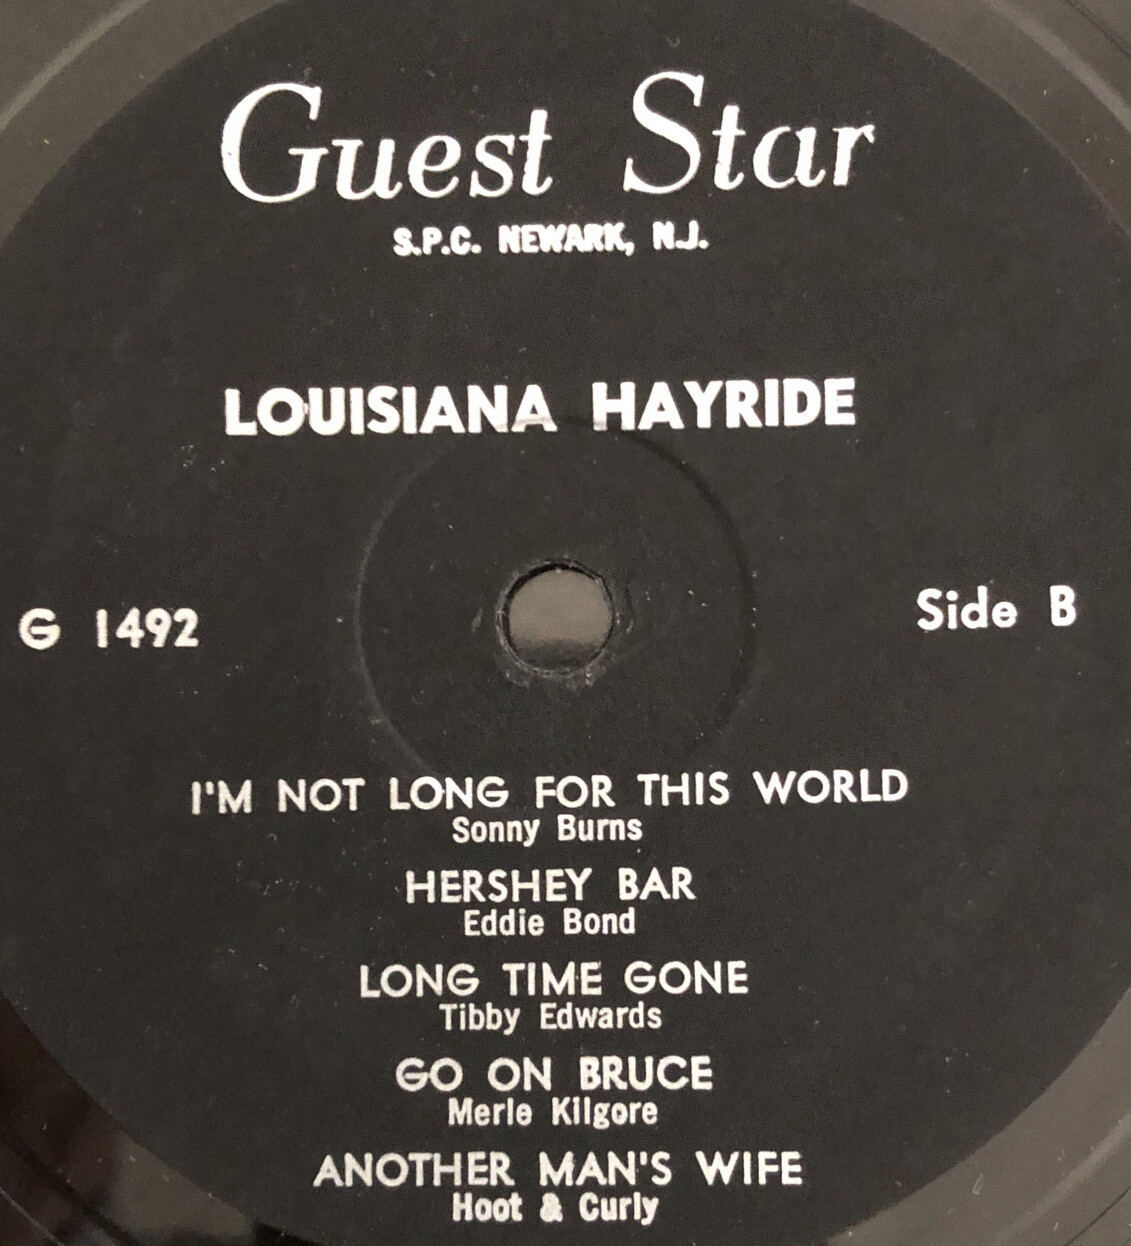 Guest Star
S.P.C. NEWARK, N.J.
LOUISIANA HAYRIDE
G 1492
Side B
I'M NOT LONG FOR THIS WORLD
Sonny Burns
HERSHEY BAR
Eddie Bond
LONG TIME GONE
Tibby Edwards
GO ON BRUCE
Merle Kilgore
ANOTHER MAN'S WIFE
Hoot & Curly